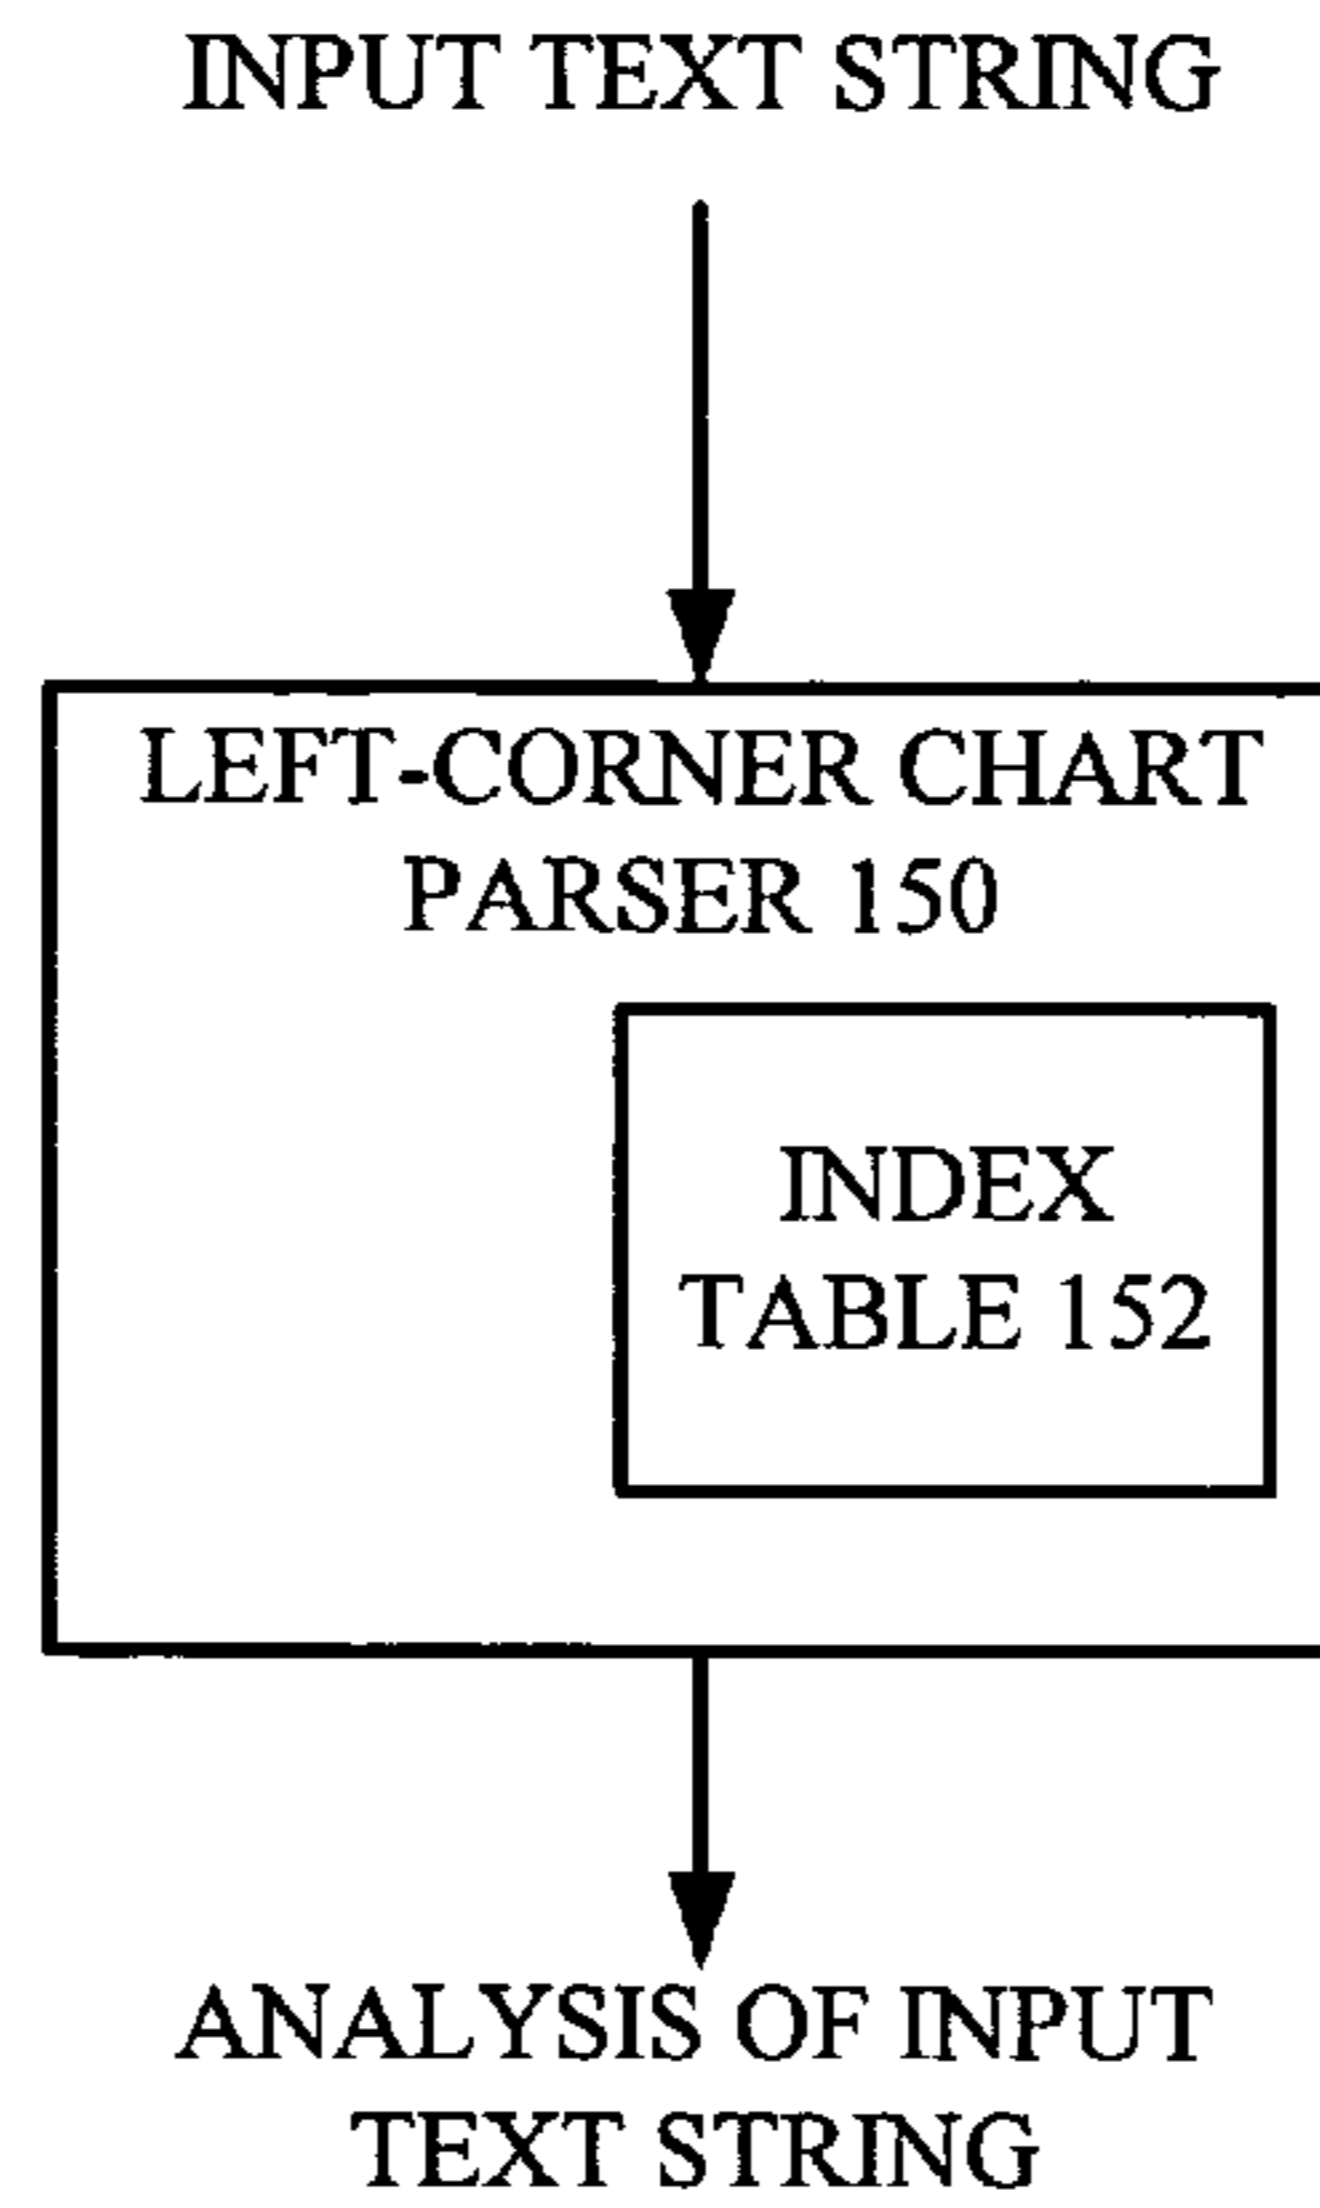 INPUT TEXT STRING
LEFT-CORNER CHART
PARSER 150
INDEX
TABLE 152
ANALYSIS OF INPUT
TEXT STRING